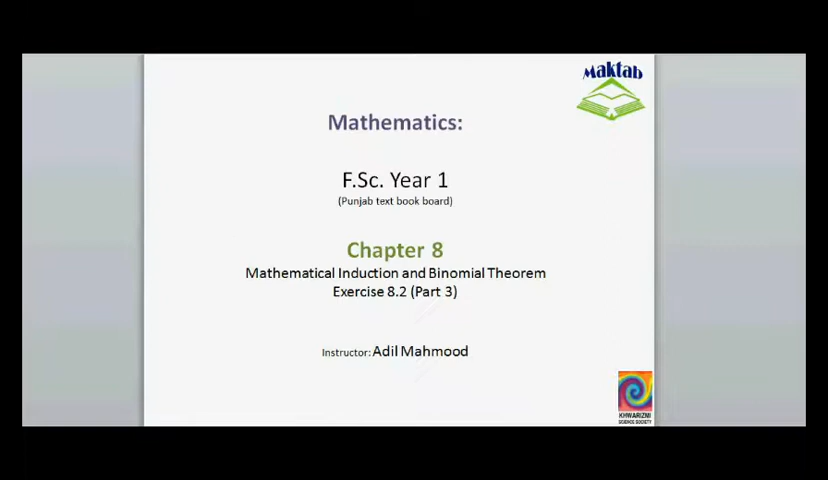 Maktab
Mathematics:
F.Sc. Year 1
(Punjab text book board)
Chapter 8
Mathematical Induction and Binomial Theorem
Exercise 8.2 (Part 3)
Instructor: Adil Mahmood
KHWARIZMI
SCIENCE SOCIETY